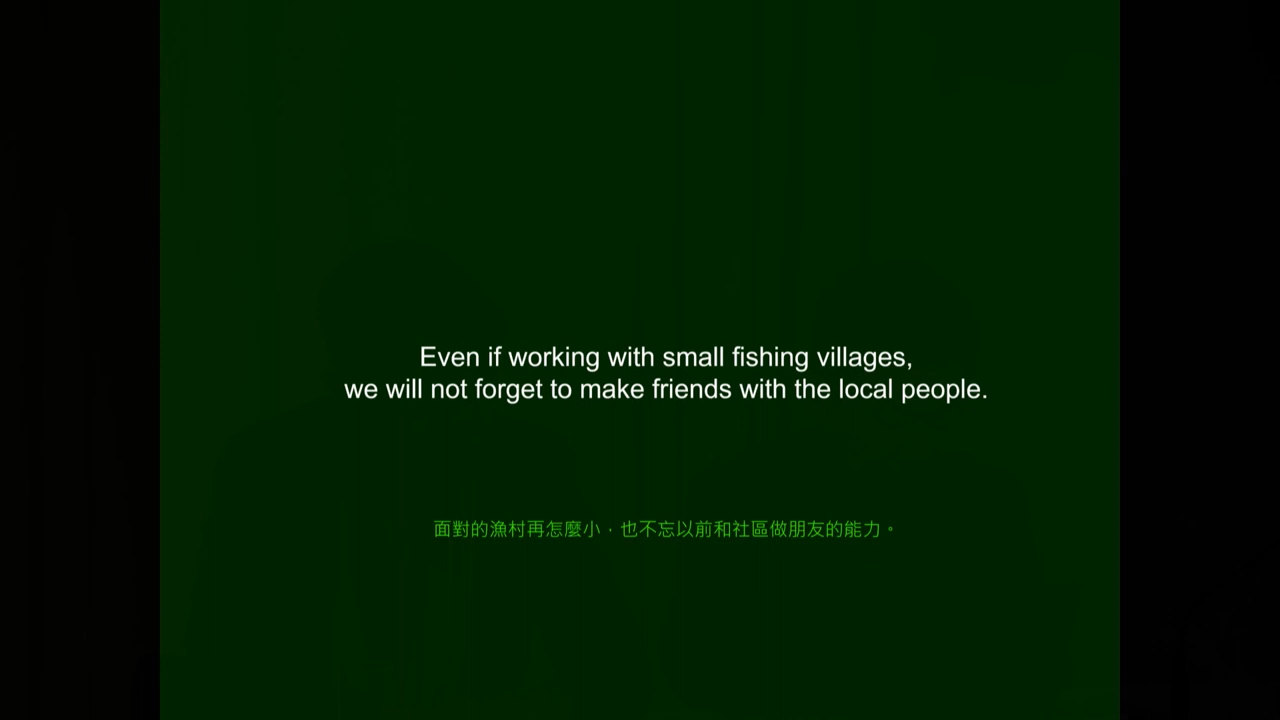 Even if working with small fishing villages,
we will not forget to make friends with the local people.
面對的漁村再怎麼小，也不忘以前和社區做朋友的能力。